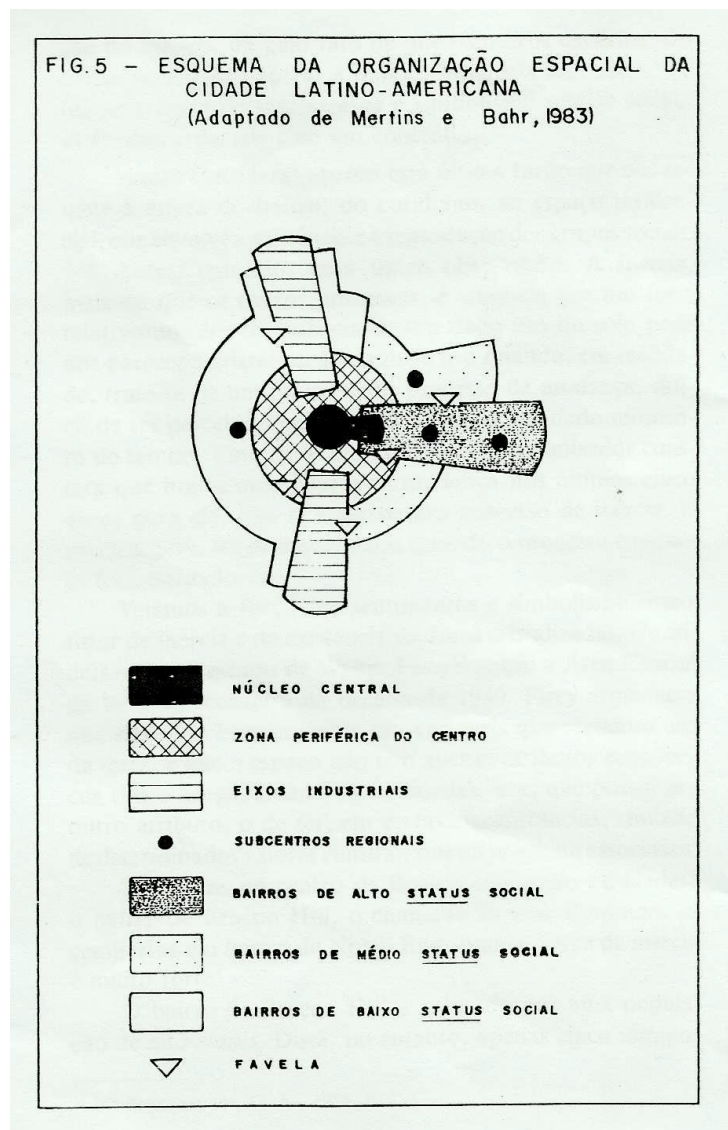 FIG. 5 - ESQUEMA DA ORGANIZAÇÃO ESPACIAL DA
CIDADE LATINO-AMERICANA
(Adaptado de Mertins e Bahr, 1983)
NÚCLEO CENTRAL
ZONA PERIFÉRICA DO CENTRO
EIXOS INDUSTRIAIS
SUBCENTROS REGIONAIS
BAIRROS DE ALTO STATUS SOCIAL
BAIRROS DE MÉDIO STATUS SOCIAL
BAIRROS DE BAIXO STATUS SOCIAL
FAVELA